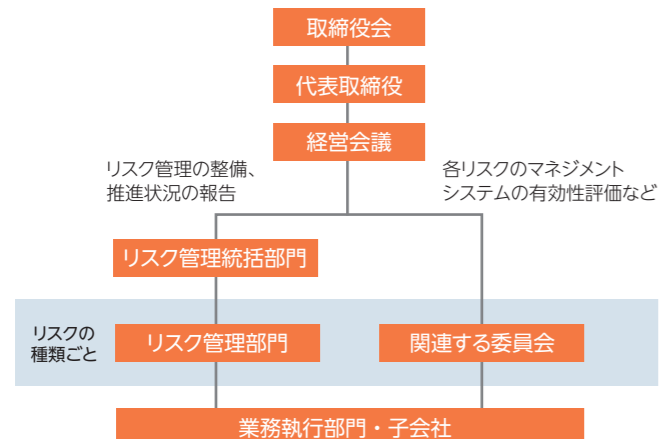 取締役会
代表取締役
経営会議
リスク管理の整備、
推進状況の報告
各リスクのマネジメント
システムの有効性評価など
リスク管理統括部門
リスクの
種類ごと
リスク管理部門
関連する委員会
業務執行部門・子会社